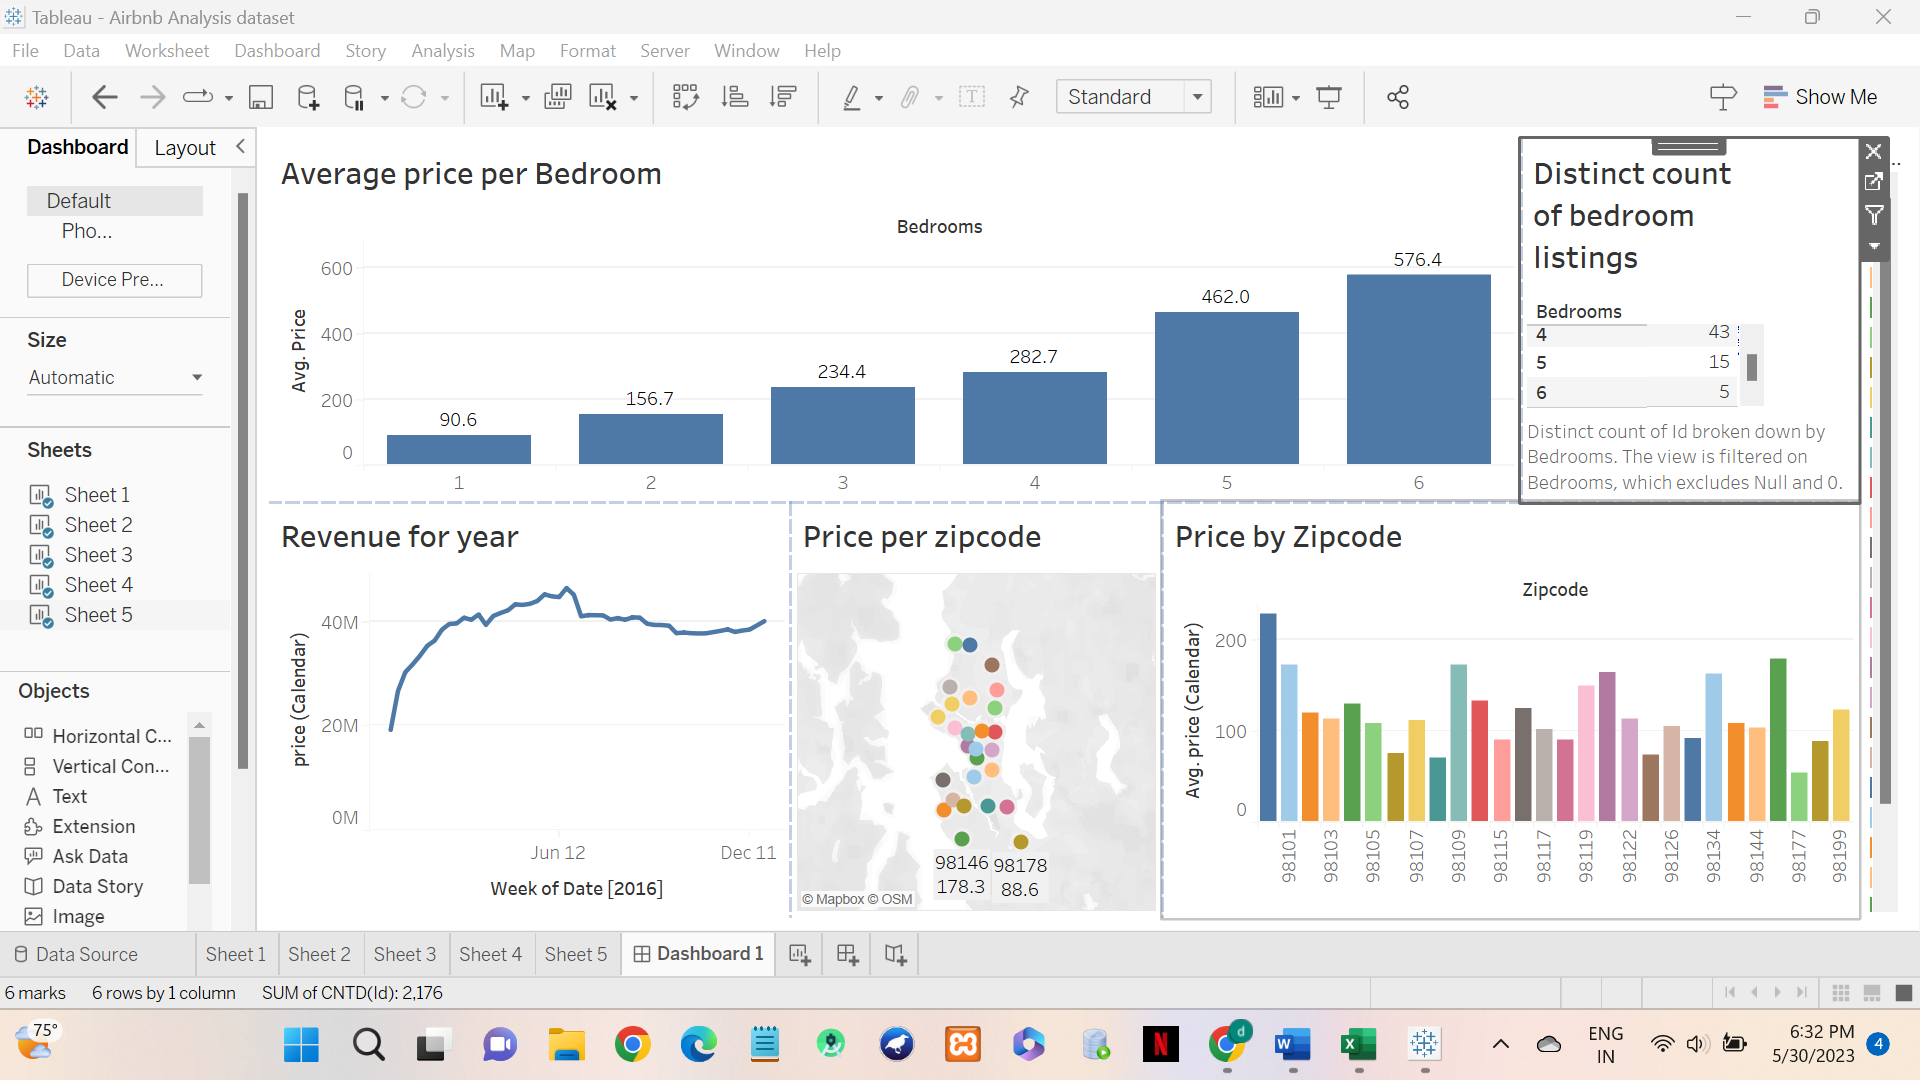 Tableau - Airbnb Analysis dataset
File Data Worksheet Dashboard Story Analysis Map Format Server Window Help
Standard
Show Me
Dashboard Layout
Default
Pho...
Device Pre...
Size
Automatic
Sheets
Sheet 1
Sheet 2
Sheet 3
Sheet 4
Sheet 5
Objects
Horizontal C...
Vertical Con...
Text
Extension
Ask Data
Data Story
Image
Average price per Bedroom
Bedrooms
Avg. Price
600
400
200
0
90.6
156.7
234.4
282.7
462.0
576.4
1 2 3 4 5 6
Distinct count
of bedroom
listings
Bedrooms
4 43
5 15
6 5
Distinct count of Id broken down by
Bedrooms. The view is filtered on
Bedrooms, which excludes Null and 0.
Revenue for year
price (Calendar)
40M
20M
0M
Jun 12 Dec 11
Week of Date [2016]
Price per zipcode
98146
178.3
98178
88.6
© Mapbox © OSM
Price by Zipcode
Zipcode
Avg. price (Calendar)
200
100
0
98101 98103 98105 98107 98109 98115 98117 98119 98122 98126 98134 98144 98177 98199
Data Source Sheet 1 Sheet 2 Sheet 3 Sheet 4 Sheet 5 Dashboard 1
6 marks 6 rows by 1 column SUM of CNTD(Id): 2,176
75°
d
ENG
IN
6:32 PM
5/30/2023
4